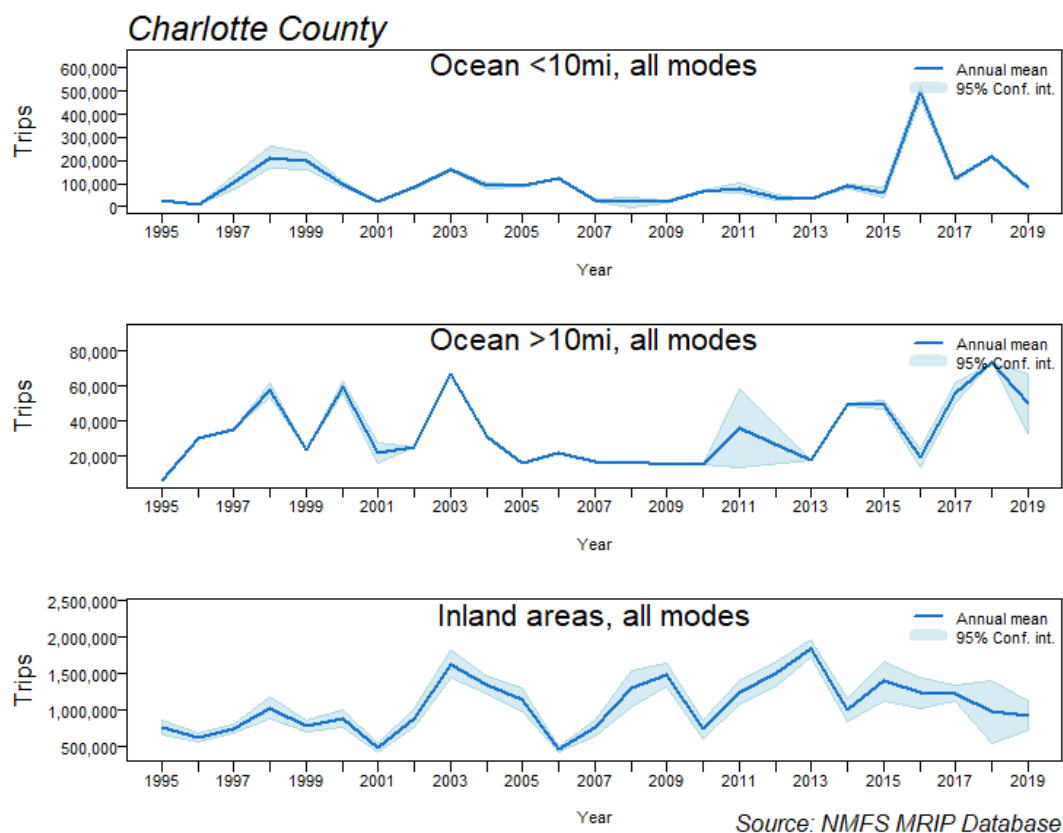 Charlotte County
Ocean <10mi, all modes
Annual mean
95% Conf. int.
Trips
600,000
500,000
400,000
300,000
200,000
100,000
0
1995 1997 1999 2001 2003 2005 2007 2009 2011 2013 2015 2017 2019
Year
Ocean >10mi, all modes
Annual mean
95% Conf. int.
Trips
80,000
60,000
40,000
20,000
1995 1997 1999 2001 2003 2005 2007 2009 2011 2013 2015 2017 2019
Year
Inland areas, all modes
Annual mean
95% Conf. int.
Trips
2,500,000
2,000,000
1,500,000
1,000,000
500,000
1995 1997 1999 2001 2003 2005 2007 2009 2011 2013 2015 2017 2019
Year
Source: NMFS MRIP Database